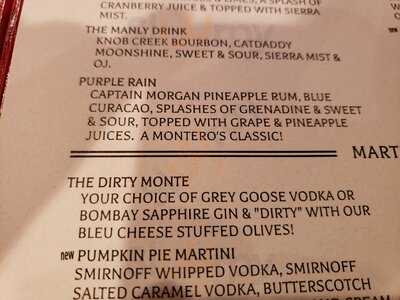 CRANBERRY JUICE & TOPPED WITH SIERRA
MIST.
THE MANLY DRINK
KNOB CREEK BOURBON, CATDADDY
MOONSHINE, SWEET & SOUR, SIERRA MIST &
OJ.
PURPLE RAIN
CAPTAIN MORGAN PINEAPPLE RUM, BLUE
CURACAO, SPLASHES OF GRENADINE & SWEET
& SOUR, TOPPED WITH GRAPE & PINEAPPLE
JUICES. A MONTERO'S CLASSIC!
MART
THE DIRTY MONTE
YOUR CHOICE OF GREY GOOSE VODKA OR
BOMBAY SAPPHIRE GIN & "DIRTY" WITH OUR
BLEU CHEESE STUFFED OLIVES!
new PUMPKIN PIE MARTINI
SMIRNOFF WHIPPED VODKA, SMIRNOFF
SALTED CARAMEL VODKA, BUTTERSCOTCH